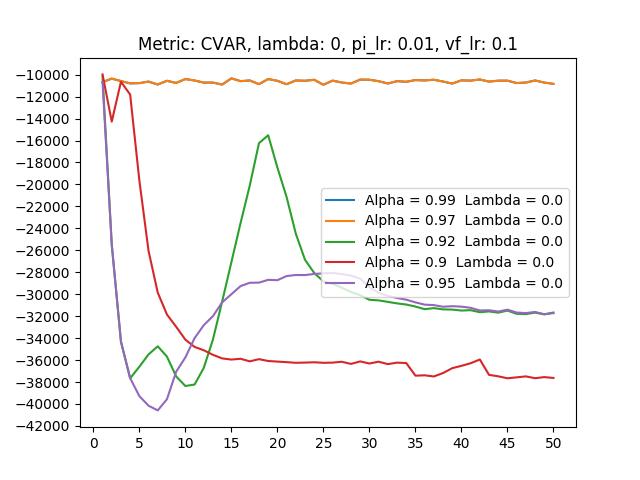 Metric: CVAR, lambda: 0, pi_lr: 0.01, vf_lr: 0.1
−10000
−12000
−14000
−16000
−18000
−20000
−22000
−24000
−26000
−28000
−30000
−32000
−34000
−36000
−38000
−40000
−42000
Alpha = 0.99  Lambda = 0.0
Alpha = 0.97  Lambda = 0.0
Alpha = 0.92  Lambda = 0.0
Alpha = 0.9  Lambda = 0.0
Alpha = 0.95  Lambda = 0.0
0 5 10 15 20 25 30 35 40 45 50